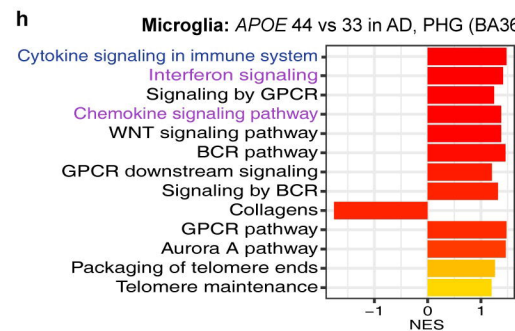 h
Microglia: APOE 44 vs 33 in AD, PHG (BA36
Cytokine signaling in immune system
Interferon signaling
Signaling by GPCR
Chemokine signaling pathway
WNT signaling pathway
BCR pathway
GPCR downstream signaling
Signaling by BCR
Collagens
GPCR pathway
Aurora A pathway
Packaging of telomere ends
Telomere maintenance
−1 0 1
NES